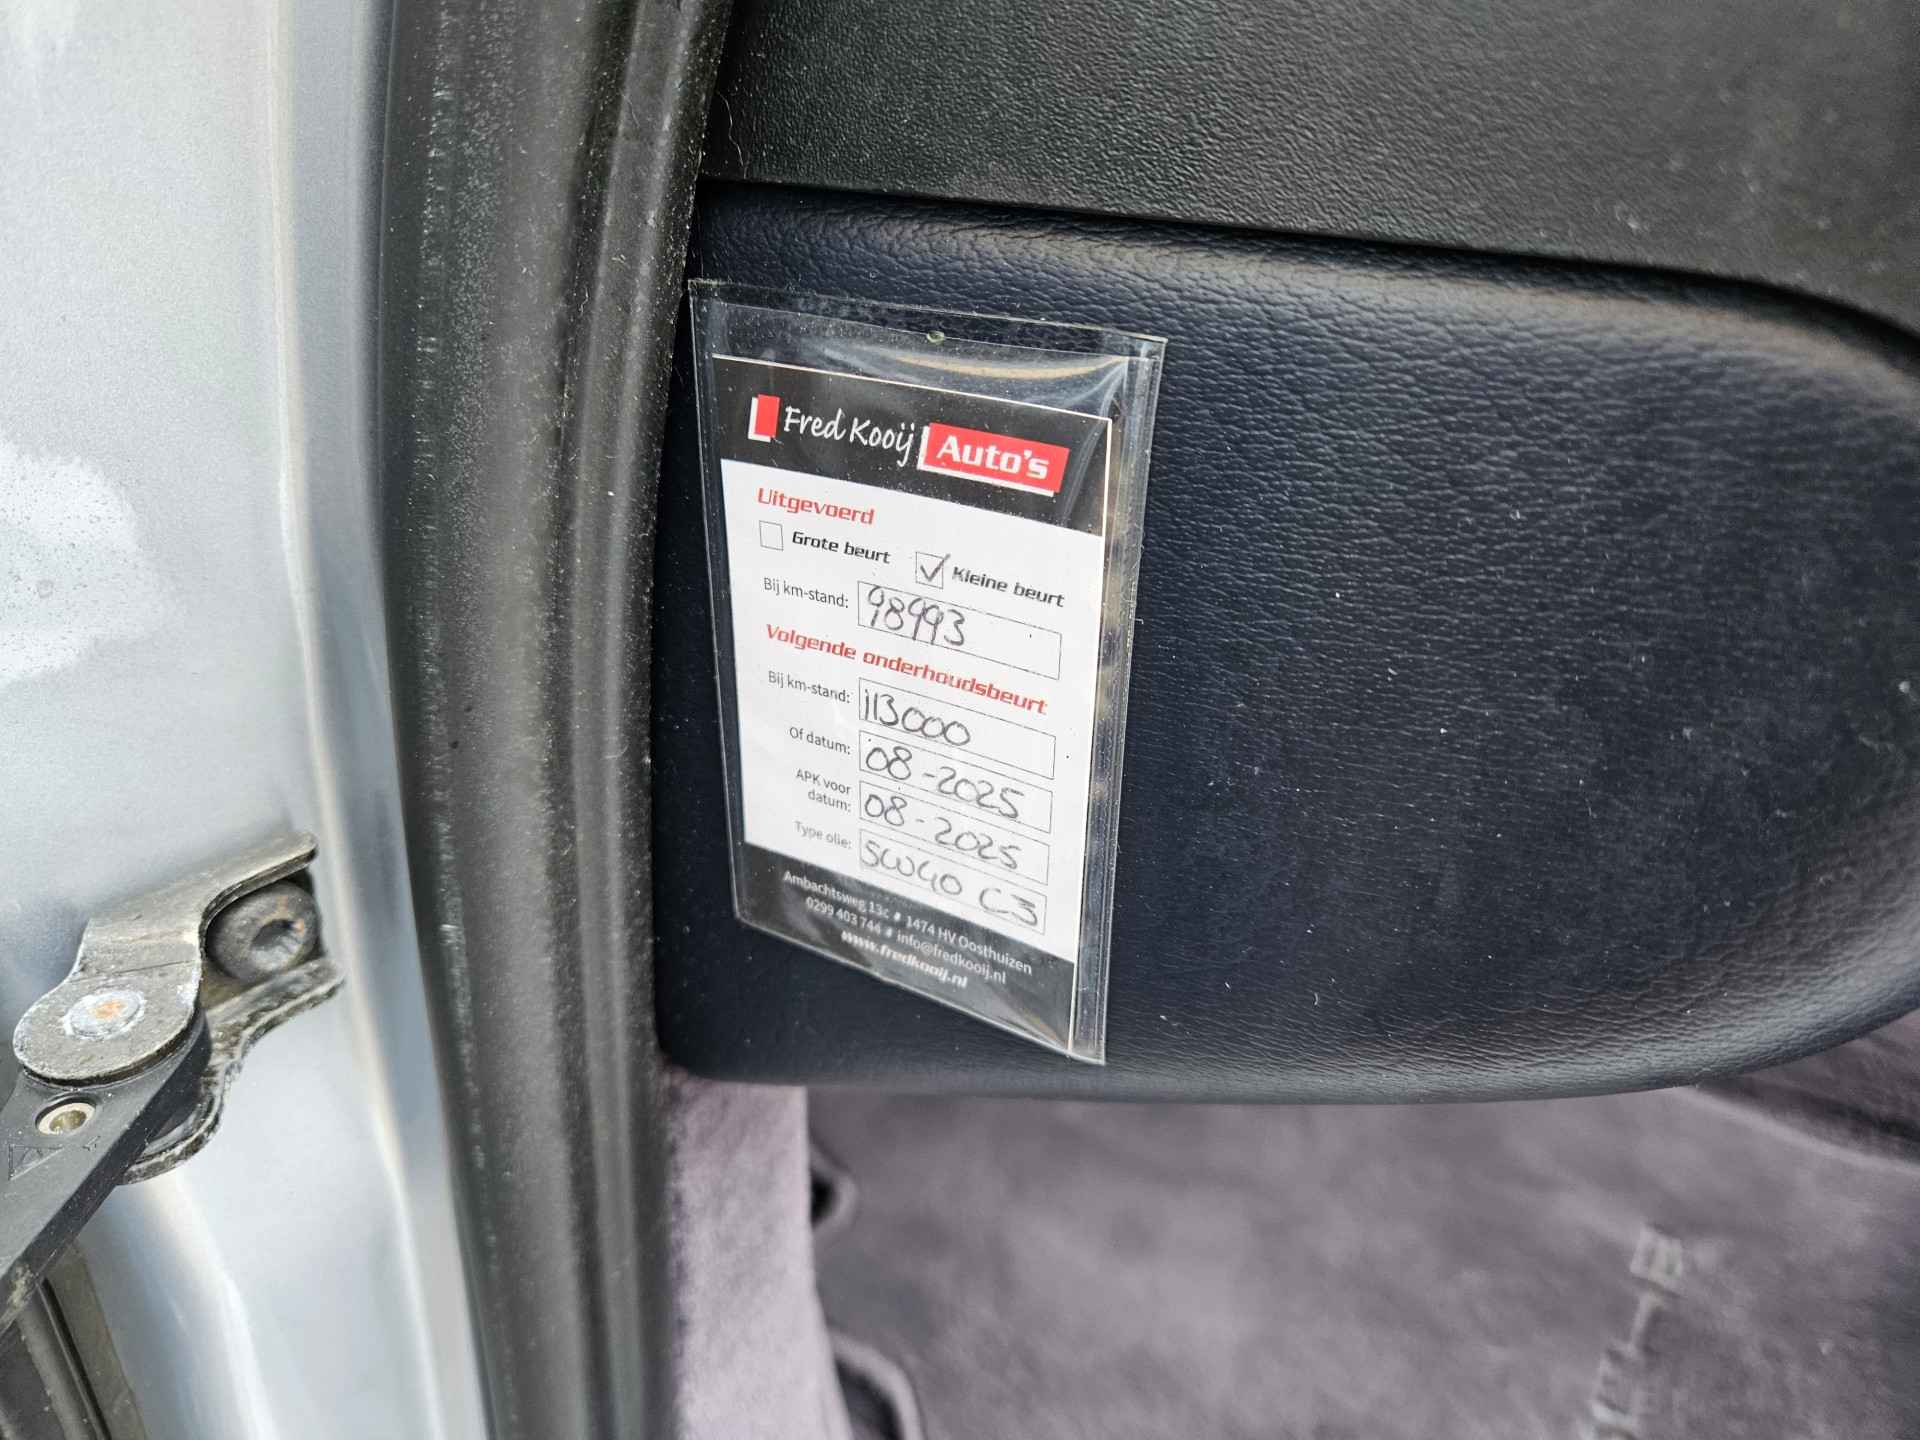 Fred Kooij Auto's
Uitgevoerd
Grote beurt Kleine beurt
Bij km-stand: 98993
Volgende onderhoudsbeurt
Bij km-stand: 113000
Of datum: 08-2025
APK voor
datum: 08-2025
Type olie: 5W40 C3
Ambachtsweg 13c # 1474 HV Oosthuizen
0299 403 744 # info@fredkooij.nl
www.fredkooij.nl